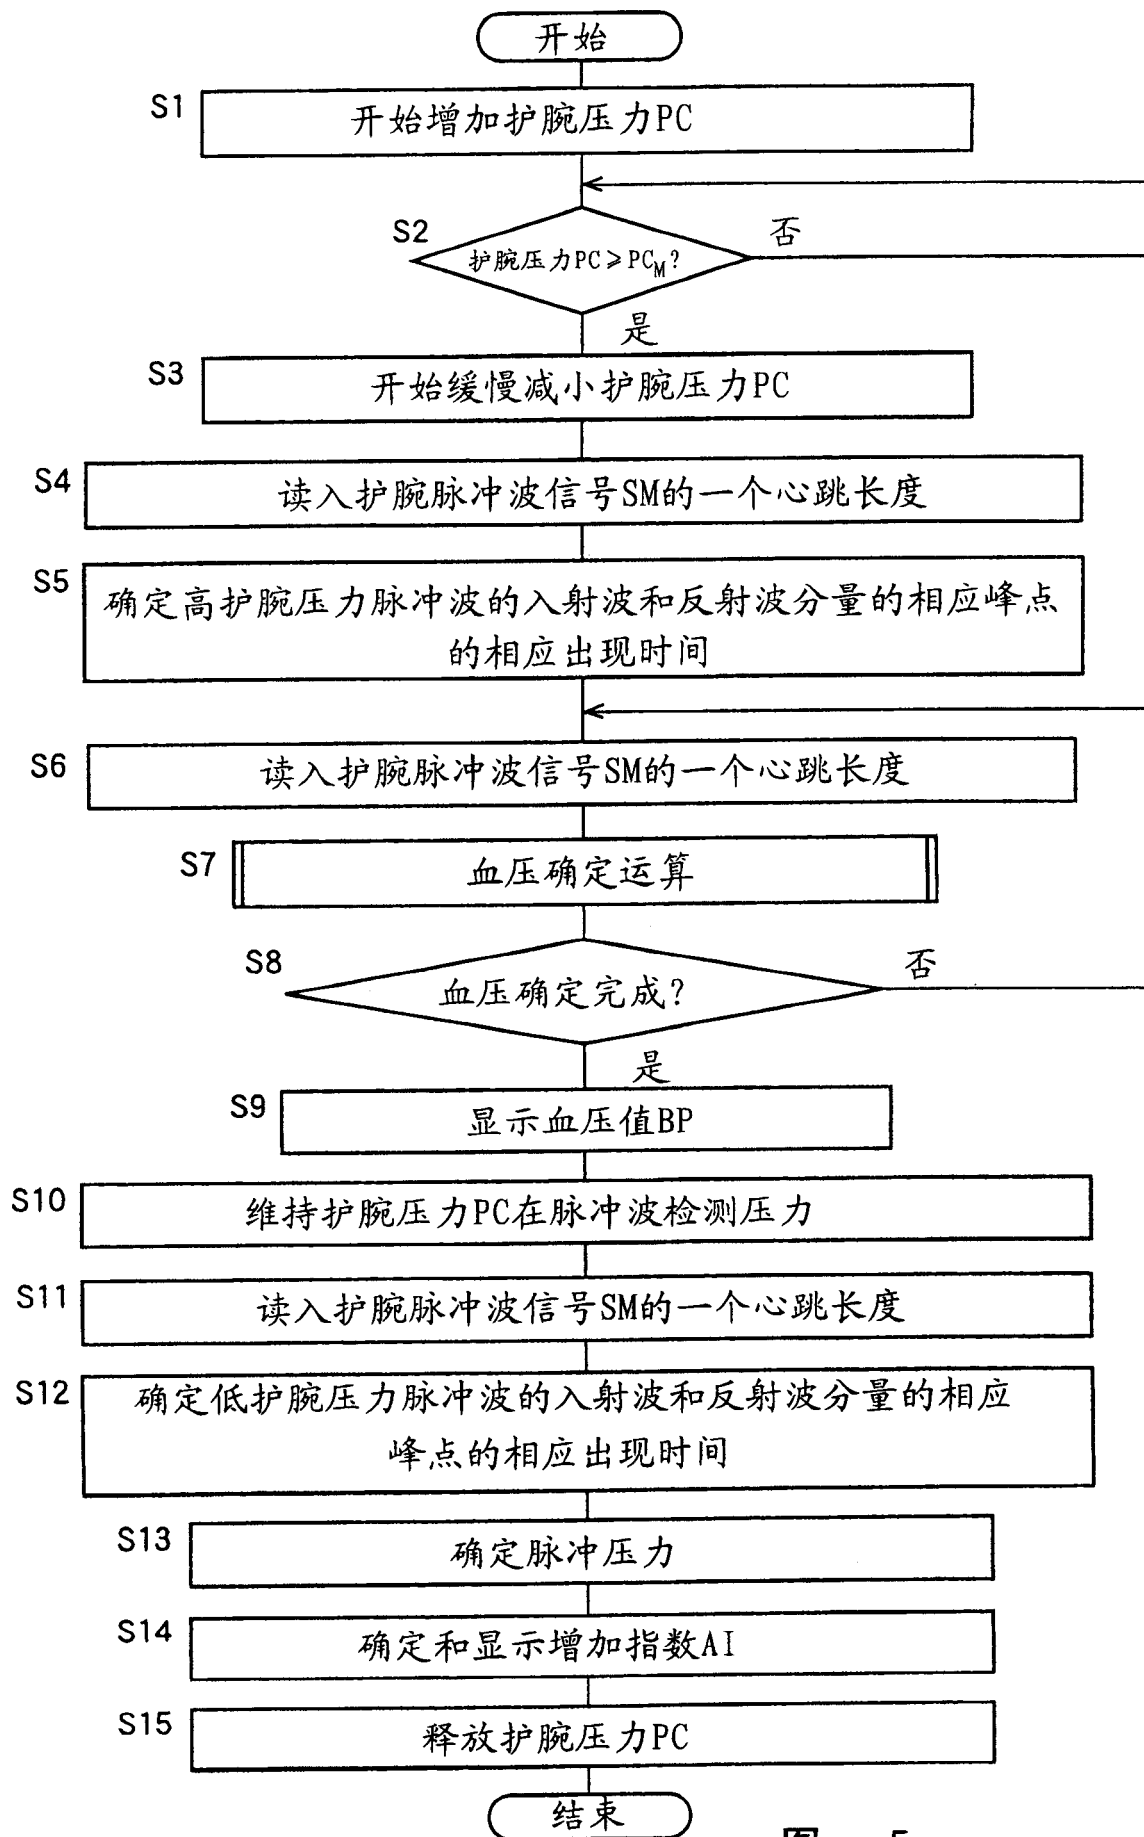 开始
S1
开始增加护腕压力PC
S2
护腕压力PC≥PCM?
否
是
S3
开始缓慢减小护腕压力PC
S4
读入护腕脉冲波信号SM的一个心跳长度
S5
确定高护腕压力脉冲波的入射波和反射波分量的相应峰点
的相应出现时间
S6
读入护腕脉冲波信号SM的一个心跳长度
S7
血压确定运算
S8
血压确定完成?
否
是
S9
显示血压值BP
S10
维持护腕压力PC在脉冲波检测压力
S11
读入护腕脉冲波信号SM的一个心跳长度
S12
确定低护腕压力脉冲波的入射波和反射波分量的相应
峰点的相应出现时间
S13
确定脉冲压力
S14
确定和显示增加指数AI
S15
释放护腕压力PC
结束